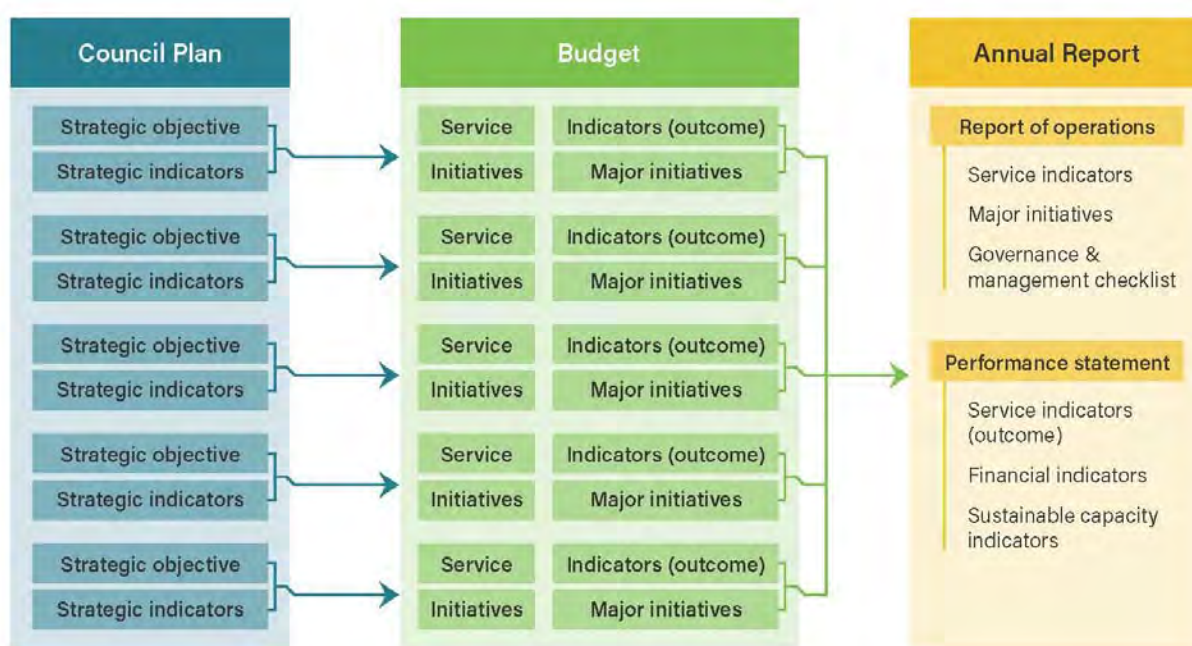 Council Plan
Strategic objective
Strategic indicators
Strategic objective
Strategic indicators
Strategic objective
Strategic indicators
Strategic objective
Strategic indicators
Strategic objective
Strategic indicators
Budget
Service
Indicators (outcome)
Initiatives
Major initiatives
Service
Indicators (outcome)
Initiatives
Major initiatives
Service
Indicators (outcome)
Initiatives
Major initiatives
Service
Indicators (outcome)
Initiatives
Major initiatives
Service
Indicators (outcome)
Initiatives
Major initiatives
Annual Report
Report of operations
Service indicators
Major initiatives
Governance &
management checklist
Performance statement
Service indicators
(outcome)
Financial indicators
Sustainable capacity
indicators